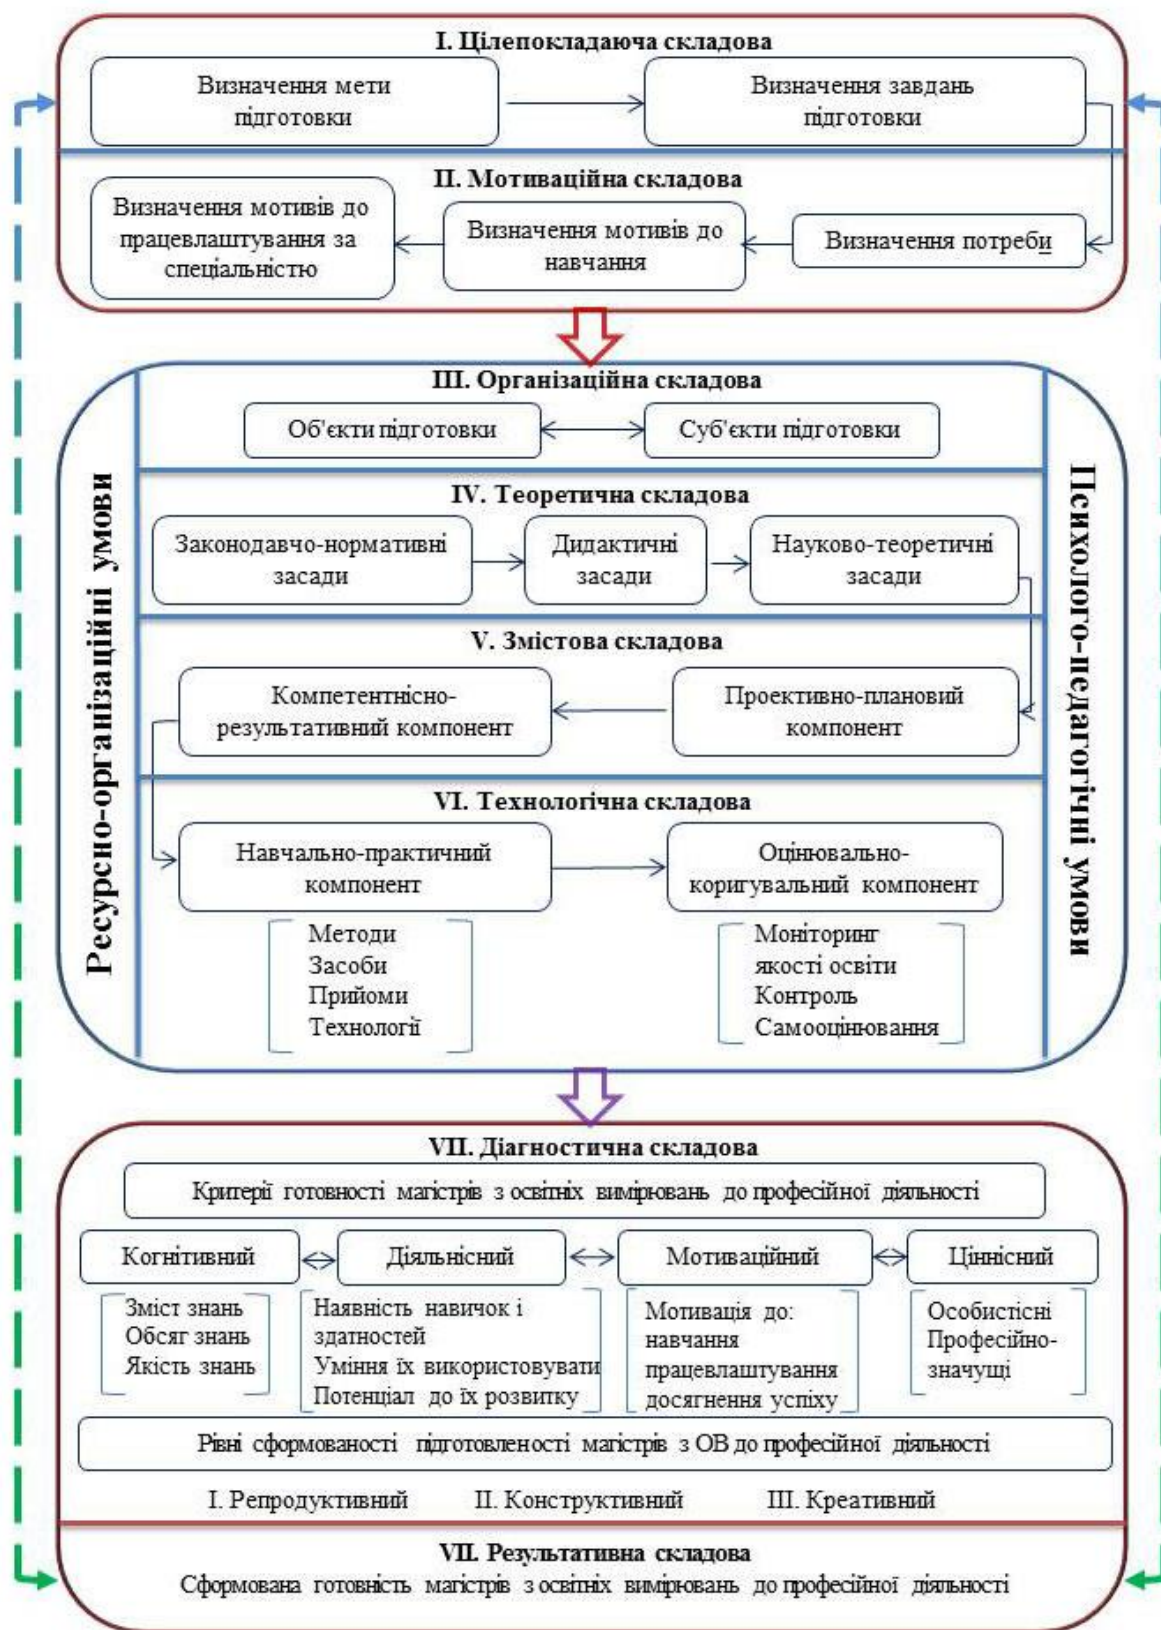 І. Цілепокладаюча складова
Визначення мети
підготовки
Визначення завдань
підготовки
ІІ. Мотиваційна складова
Визначення мотивів до
працевлаштування за
спеціальністю
Визначення мотивів до
навчання
Визначення потреби
Ресурсно-організаційні умови
ІІІ. Організаційна складова
Об'єкти підготовки
Суб'єкти підготовки
IV. Теоретична складова
Законодавчо-нормативні
засади
Дидактичні
засади
Науково-теоретичні
засади
V. Змістова складова
Компетентнісно-
результативний компонент
Проективно-плановий
компонент
VI. Технологічна складова
Навчально-практичний
компонент
Оцінювально-
коригувальний компонент
Методи
Засоби
Прийоми
Технології
Моніторинг
якості освіти
Контроль
Самооцінювання
Психолого-педагогічні умови
VII. Діагностична складова
Критерії готовності магістрів з освітніх вимірювань до професійної діяльності
Когнитивний
Діяльнісний
Мотиваційний
Ціннісний
Зміст знань
Обсяг знань
Якість знань
Наявність навичок і
здатностей
Уміння їх використовувати
Потенціал до їх розвитку
Мотивація до:
навчання
працевлаштування
досягнення успіху
Особистісні
Професійно-
значущі
Рівні сформованості підготовленості магістрів з ОВ до професійної діяльності
І. Репродуктивний ІІ. Конструктивний ІІІ. Креативний
VII. Результативна складова
Сформована готовність магістрів з освітніх вимірювань до професійної діяльності